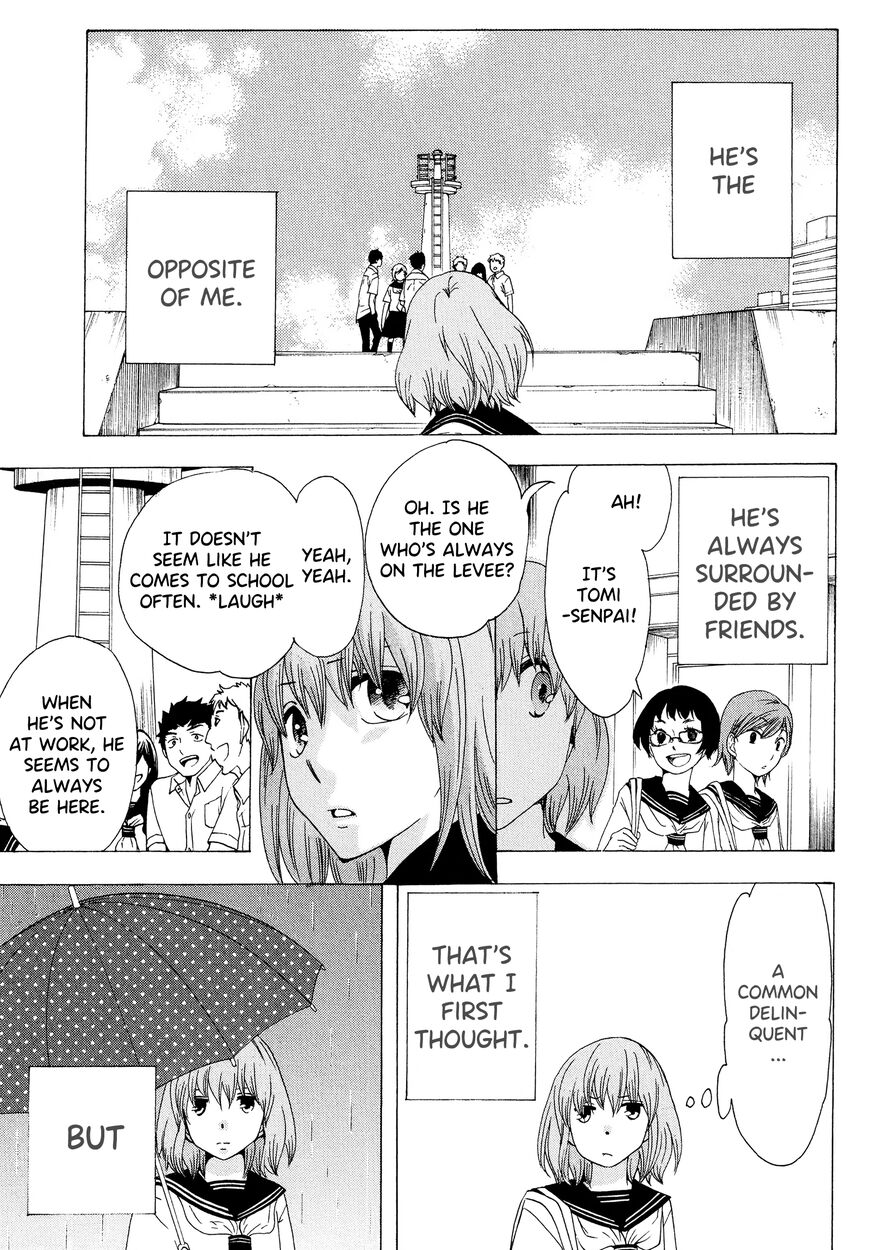 HE'S
THE
OPPOSITE
OF ME.
HE'S
ALWAYS
SURROUN-
DED BY
FRIENDS.
AH!
IT'S
TOMI
-SENPAI!
OH. IS HE
THE ONE
WHO'S ALWAYS
ON THE LEVEE?
YEAH,
YEAH.
IT DOESN'T
SEEM LIKE HE
COMES TO SCHOOL
OFTEN. *LAUGH*
WHEN
HE'S NOT
AT WORK, HE
SEEMS TO
ALWAYS
BE HERE.
A
COMMON
DELIN-
QUENT
...
THAT'S
WHAT I
FIRST
THOUGHT.
BUT